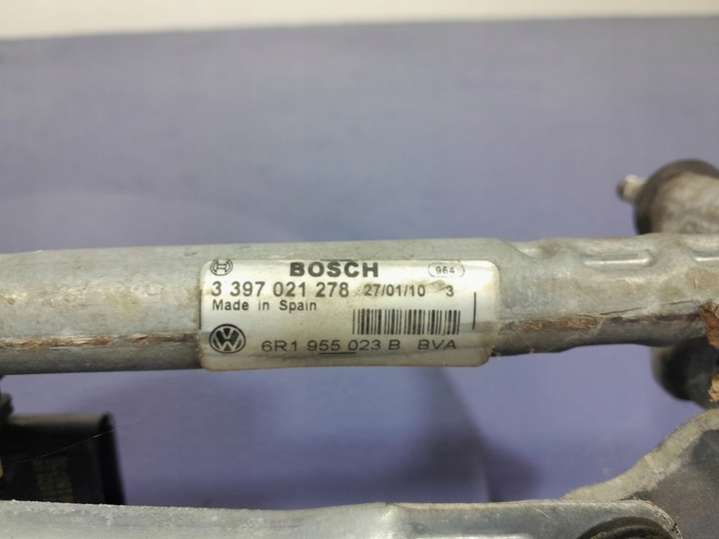 BOSCH 964
3 397 021 278 27/01/10 3
Made in Spain
6R1 955 023 B BVA